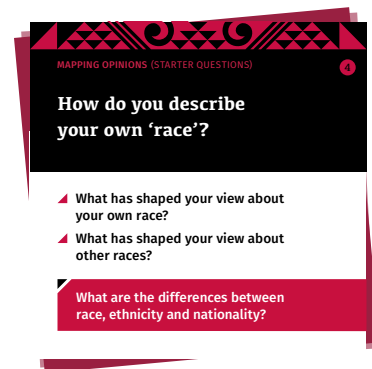 MAPPING OPINIONS (STARTER QUESTIONS)
4
How do you describe
your own ‘race’?
What has shaped your view about
your own race?
What has shaped your view about
other races?
What are the differences between
race, ethnicity and nationality?